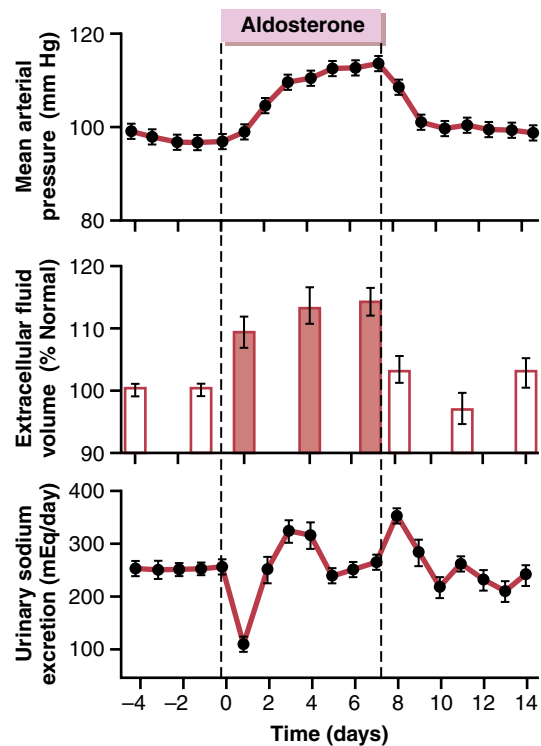 Aldosterone
Mean arterial
pressure (mm Hg)
120
100
80
Extracellular fluid
volume (% Normal)
120
110
100
90
Urinary sodium
excretion (mEq/day)
400
300
200
100
–4 –2 0 2 4 6 8 10 12 14
Time (days)